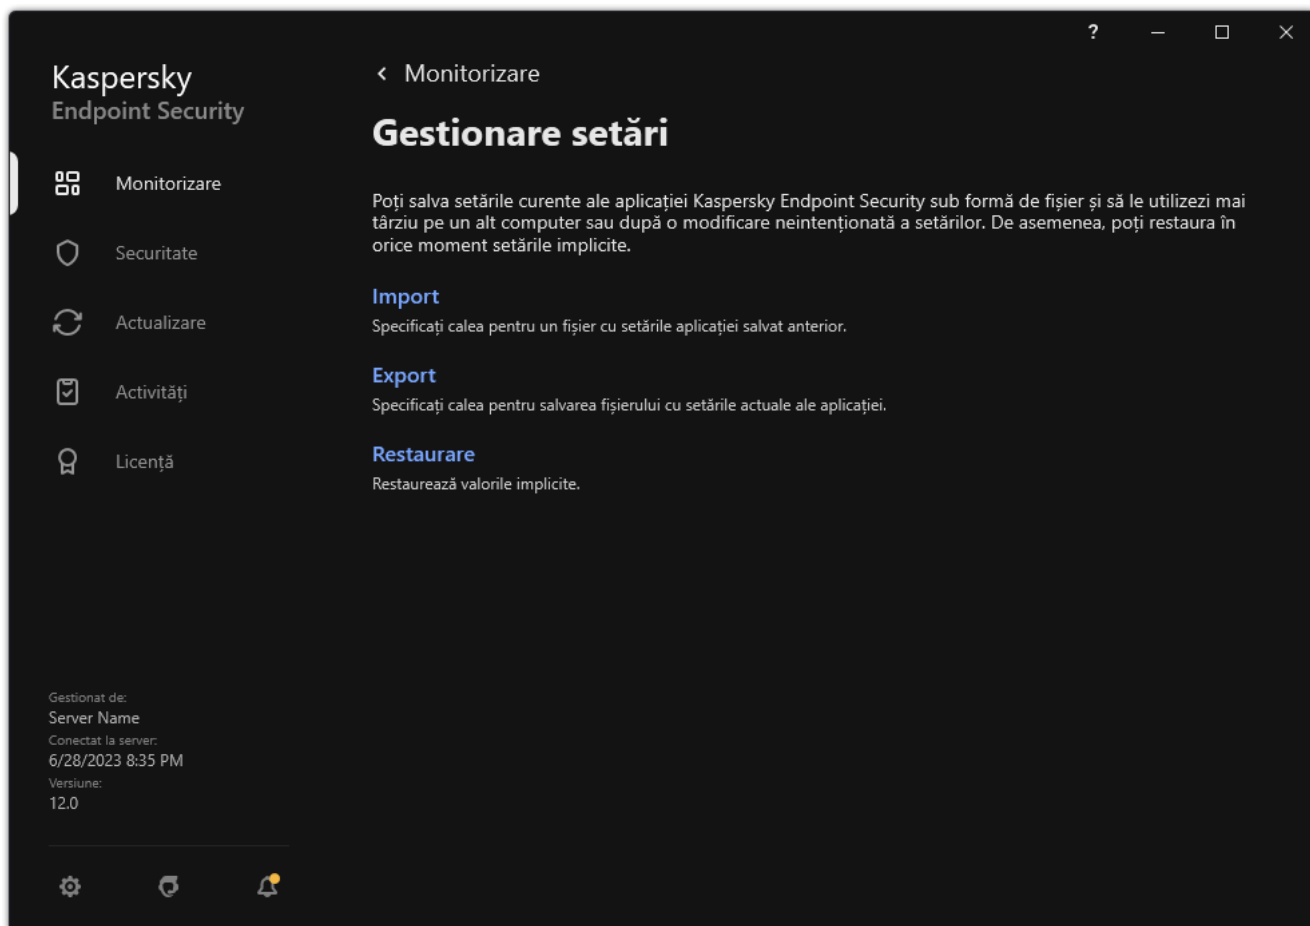 ?
Kaspersky
Endpoint Security
Monitorizare
Securitate
Actualizare
Activități
Licență
Gestionat de:
Server Name
Conectat la server:
6/28/2023 8:35 PM
Versiune:
12.0
Monitorizare
Gestionare setări
Poți salva setările curente ale aplicației Kaspersky Endpoint Security sub formă de fișier și să le utilizezi mai
târziu pe un alt computer sau după o modificare neintenționată a setărilor. De asemenea, poți restaura în
orice moment setările implicite.
Import
Specificați calea pentru un fișier cu setările aplicației salvat anterior.
Export
Specificați calea pentru salvarea fișierului cu setările actuale ale aplicației.
Restaurare
Restaurează valorile implicite.